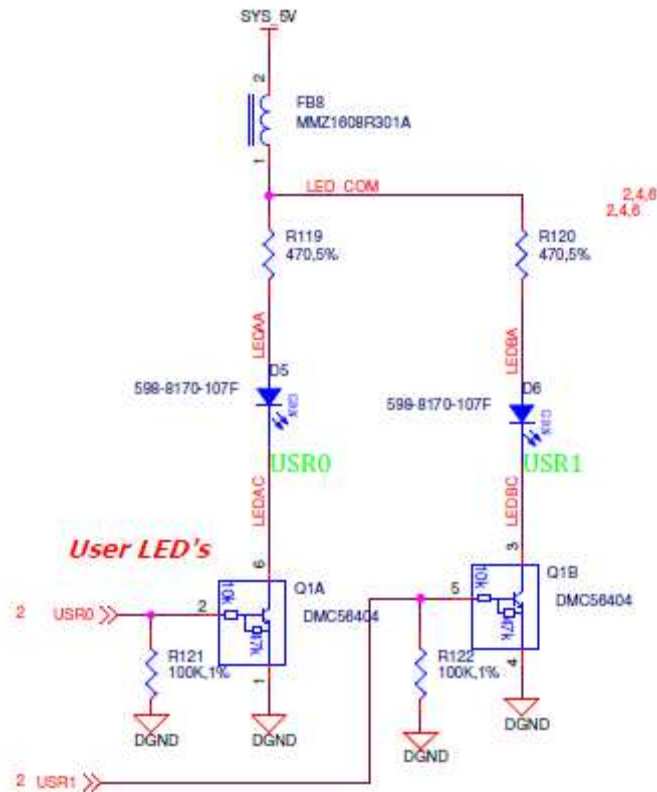 SYS_5V
2
FB8
MMZ1608R301A
1
LED_COM
2,4,6
2,4,6
R119
470,5%
R120
470,5%
LEDAA
LEDBA
D5
D6
598-8170-107F
598-8170-107F
USR0
USR1
LEDAC
LEDBC
User LED's
6
3
10k
Q1A
10k
Q1B
2 USR0
2
DMC56404
5
DMC56404
47k
47k
R121
100K,1%
1
R122
100K,1%
4
DGND
DGND
DGND
DGND
2 USR1